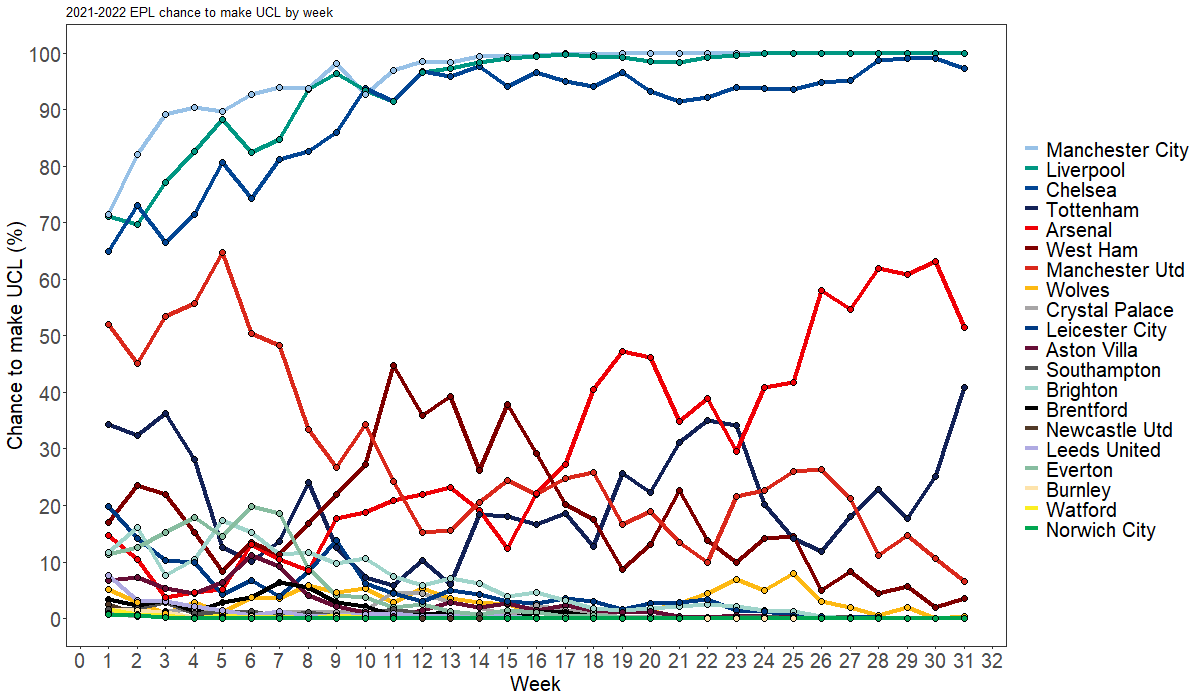 2021-2022 EPL chance to make UCL by week
Chance to make UCL (%)
100
90
80
70
60
50
40
30
20
10
0
0 1 2 3 4 5 6 7 8 9 10 11 12 13 14 15 16 17 18 19 20 21 22 23 24 25 26 27 28 29 30 31 32
Week
Manchester City
Liverpool
Chelsea
Tottenham
Arsenal
West Ham
Manchester Utd
Wolves
Crystal Palace
Leicester City
Aston Villa
Southampton
Brighton
Brentford
Newcastle Utd
Leeds United
Everton
Burnley
Watford
Norwich City